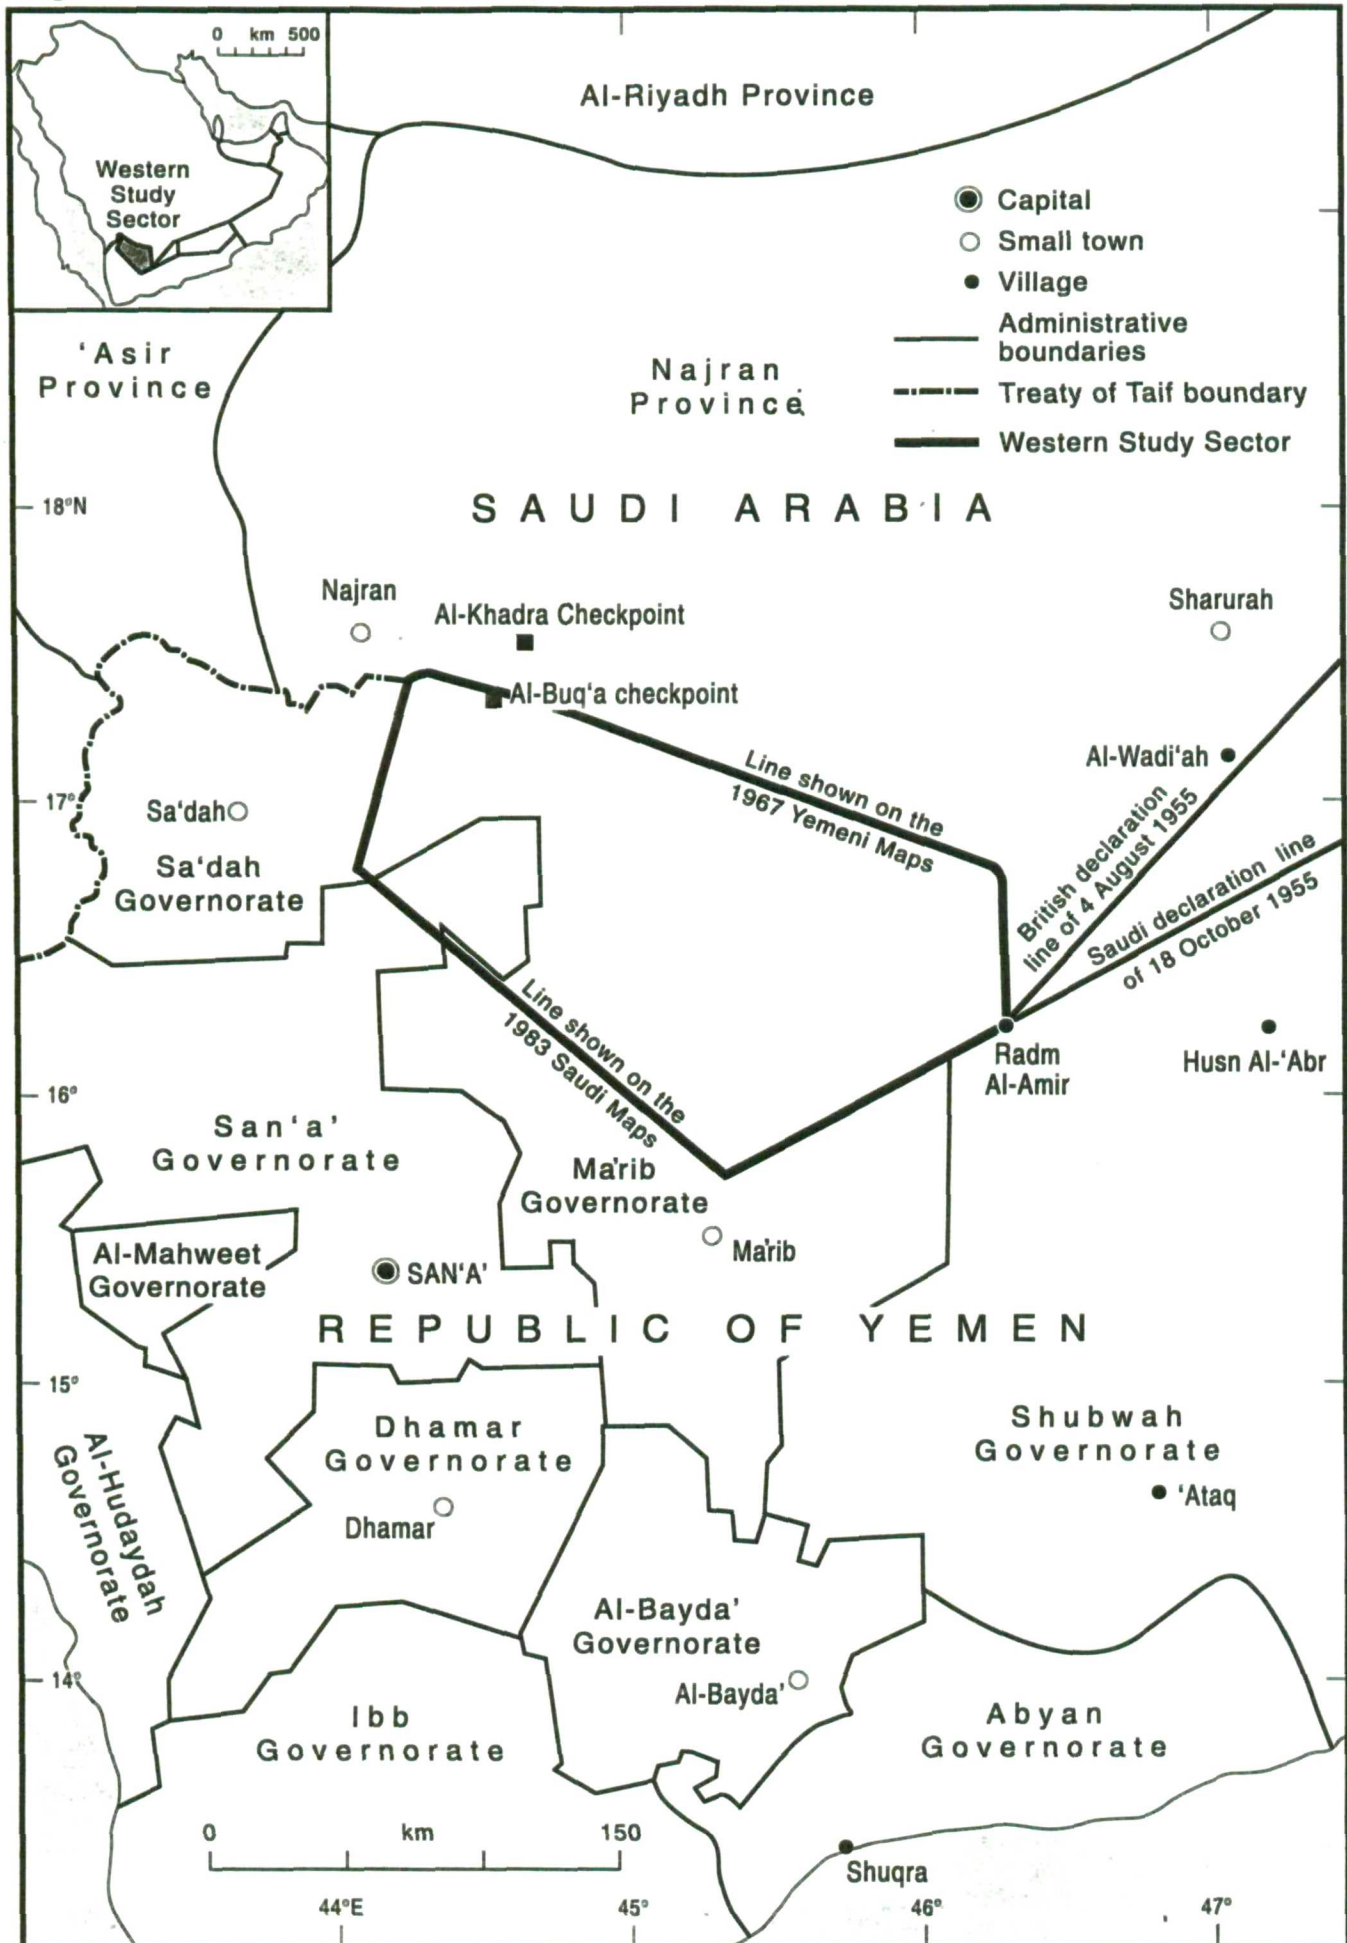 0 km 500
Western
Study
Sector
Al-Riyadh Province
Capital
Small town
Village
Administrative
boundaries
Treaty of Taif boundary
Western Study Sector
‘Asir
Province
Najran
Province
18°N
SAUDI ARABIA
Najran
Al-Khadra Checkpoint
Sharurah
Al-Buq‘a checkpoint
Al-Wadi‘ah
Line shown on the
1967 Yemeni Maps
British declaration
line of 4 August 1955
Saudi declaration line
of 18 October 1955
17°
Sa‘dah
Sa‘dah
Governorate
Line shown on the
1983 Saudi Maps
Radm
Al-Amir
Husn Al-‘Abr
16°
San‘a’
Governorate
Ma'rib
Governorate
Ma'rib
Al-Mahweet
Governorate
SAN‘A’
REPUBLIC OF YEMEN
15°
Dhamar
Governorate
Dhamar
Shubwah
Governorate
‘Ataq
Al-Hudaydah
Governorate
Al-Bayda’
Governorate
Al-Bayda’
14°
Ibb
Governorate
Abyan
Governorate
0 km 150
Shuqra
44°E 45° 46° 47°